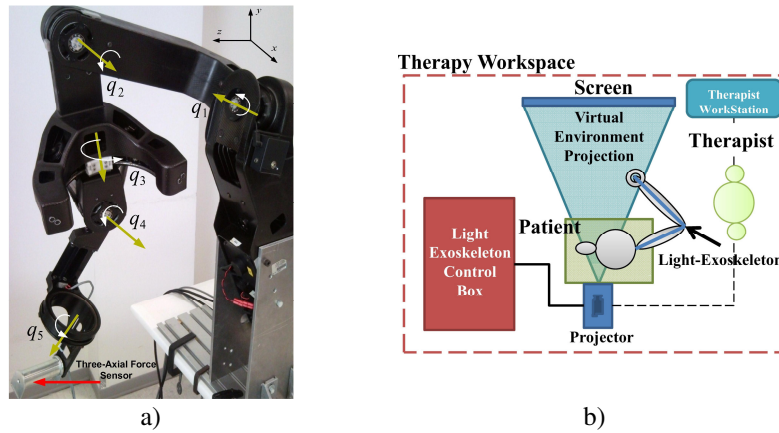 y
z
x
q2
q1
q3
q4
q5
Three-Axial Force
Sensor
a)
Therapy Workspace
Screen
Virtual
Environment
Projection
Therapist
WorkStation
Therapist
Patient
Light
Exoskeleton
Control
Box
Light-Exoskeleton
Projector
b)